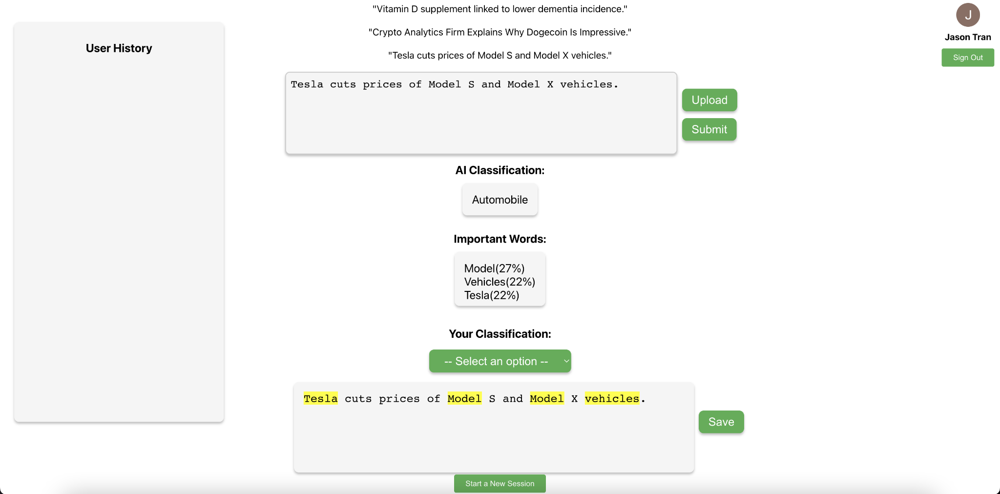 "Vitamin D supplement linked to lower dementia incidence."
"Crypto Analytics Firm Explains Why Dogecoin Is Impressive."
"Tesla cuts prices of Model S and Model X vehicles."
J
Jason Tran
Sign Out
User History
Tesla cuts prices of Model S and Model X vehicles.
Upload
Submit
AI Classification:
Automobile
Important Words:
Model(27%)
Vehicles(22%)
Tesla(22%)
Your Classification:
-- Select an option --
Tesla cuts prices of Model S and Model X vehicles.
Save
Start a New Session